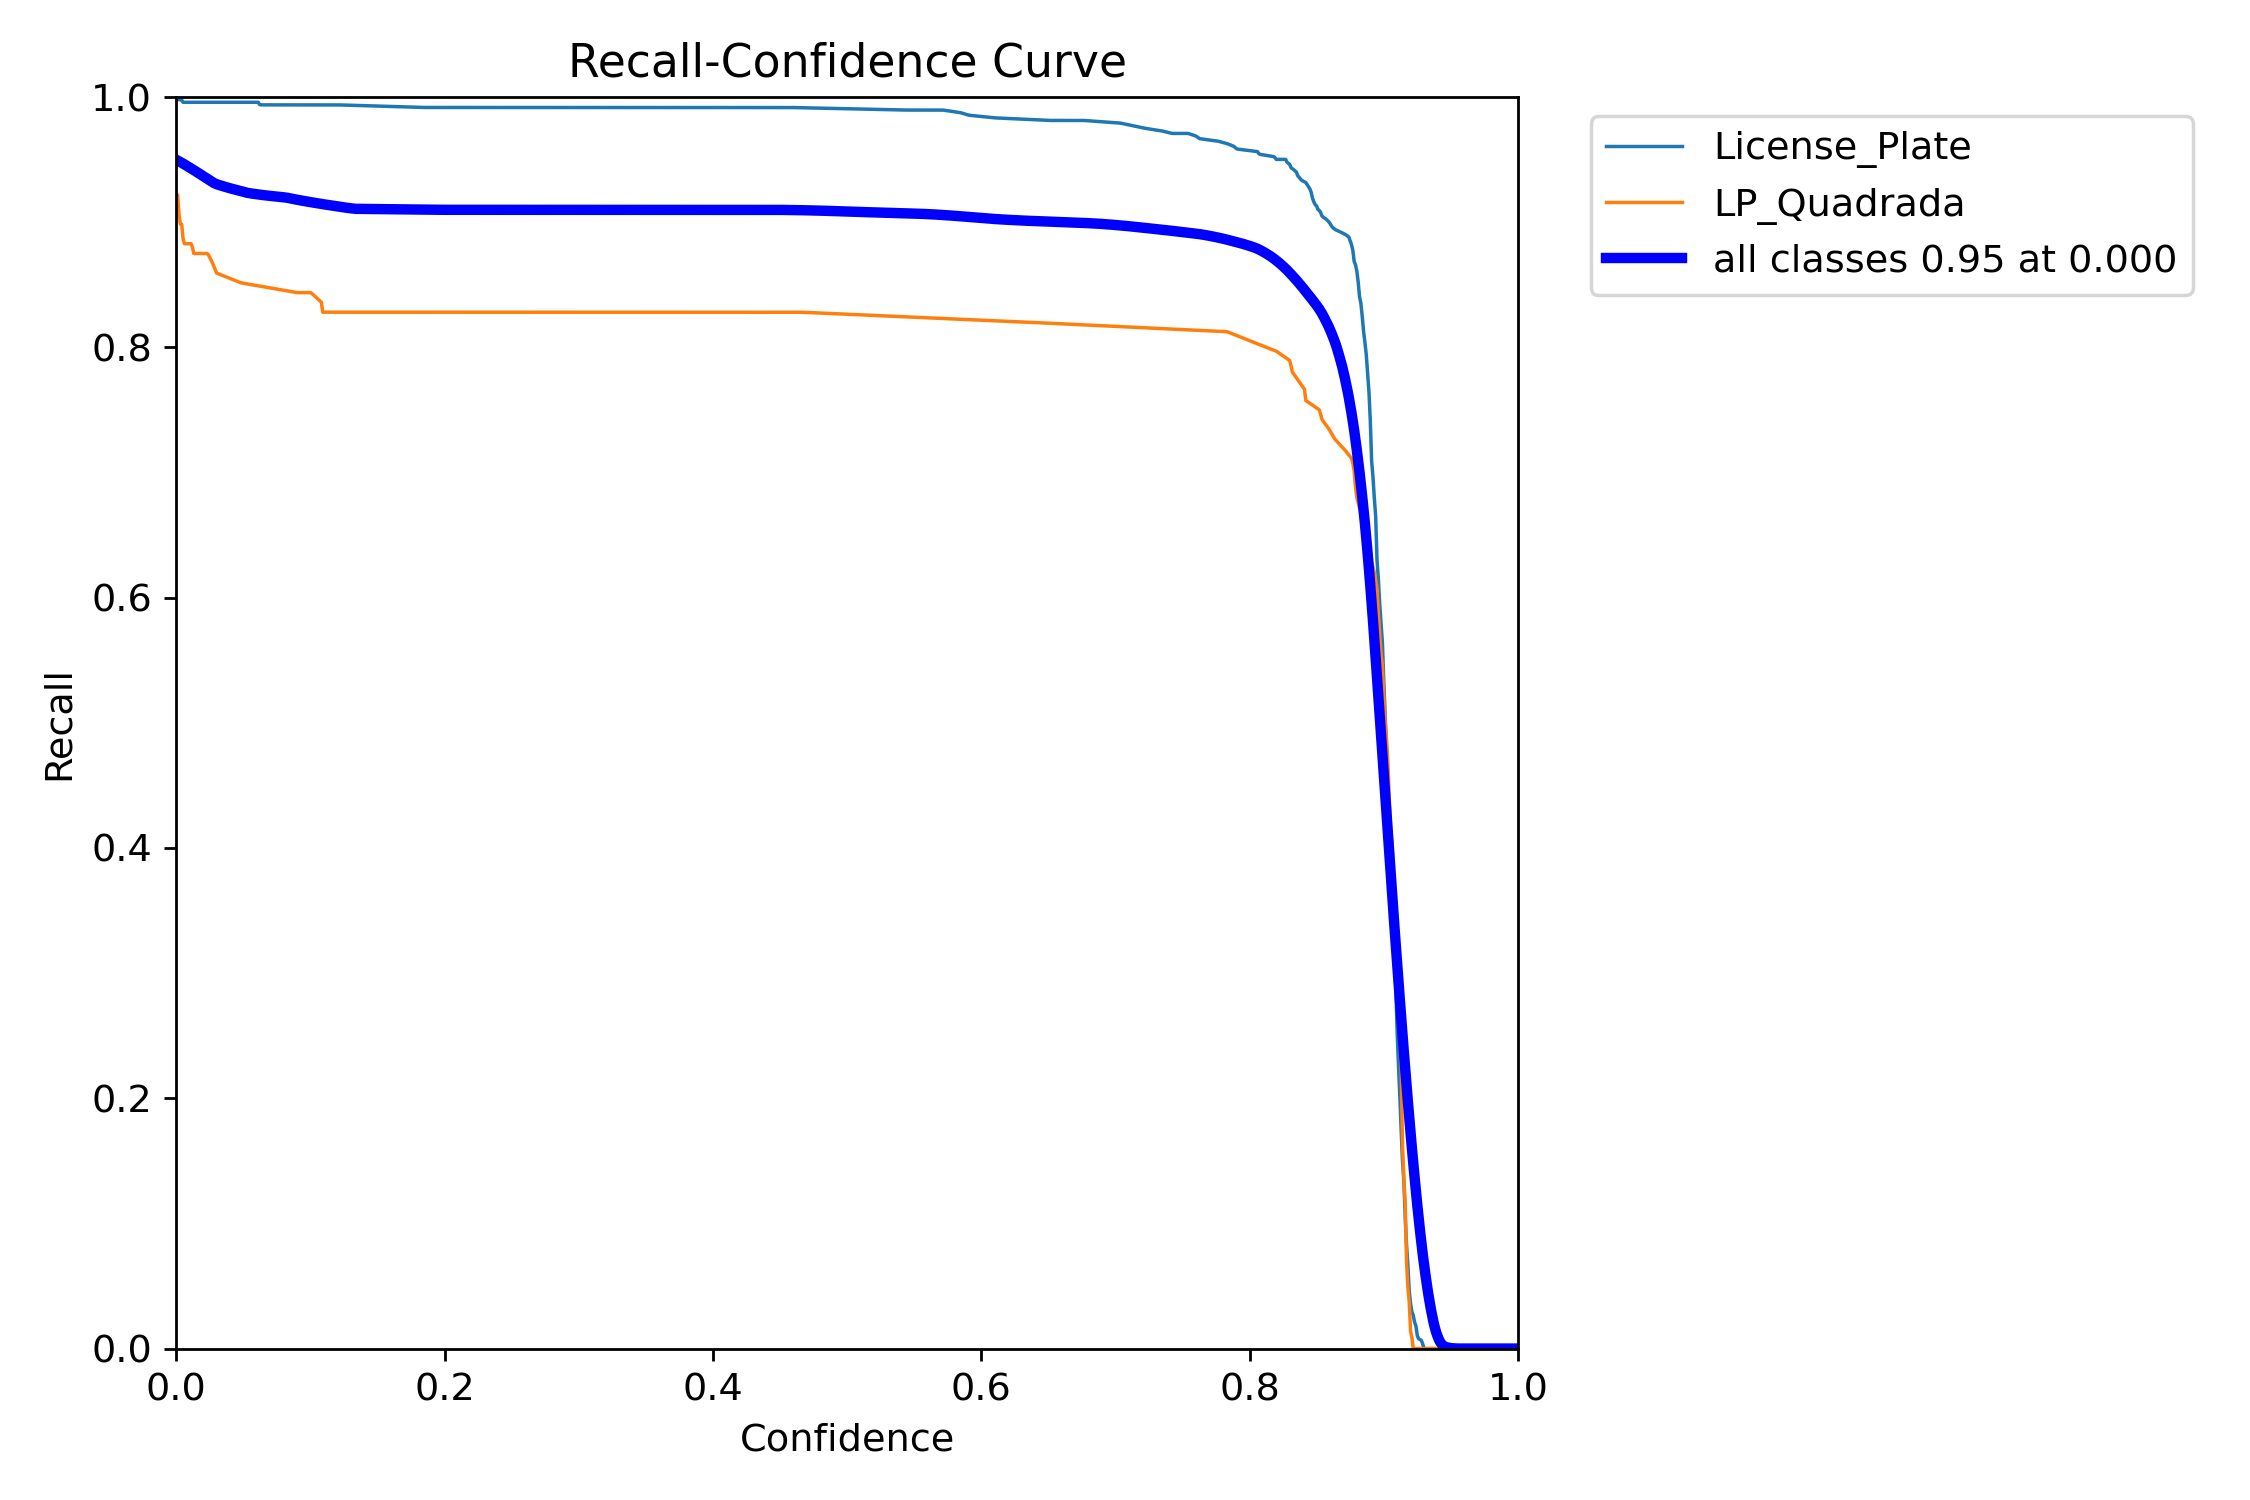 Recall-Confidence Curve
1.0
0.8
0.6
0.4
0.2
0.0
Recall
0.0 0.2 0.4 0.6 0.8 1.0
Confidence
License_Plate
LP_Quadrada
all classes 0.95 at 0.000